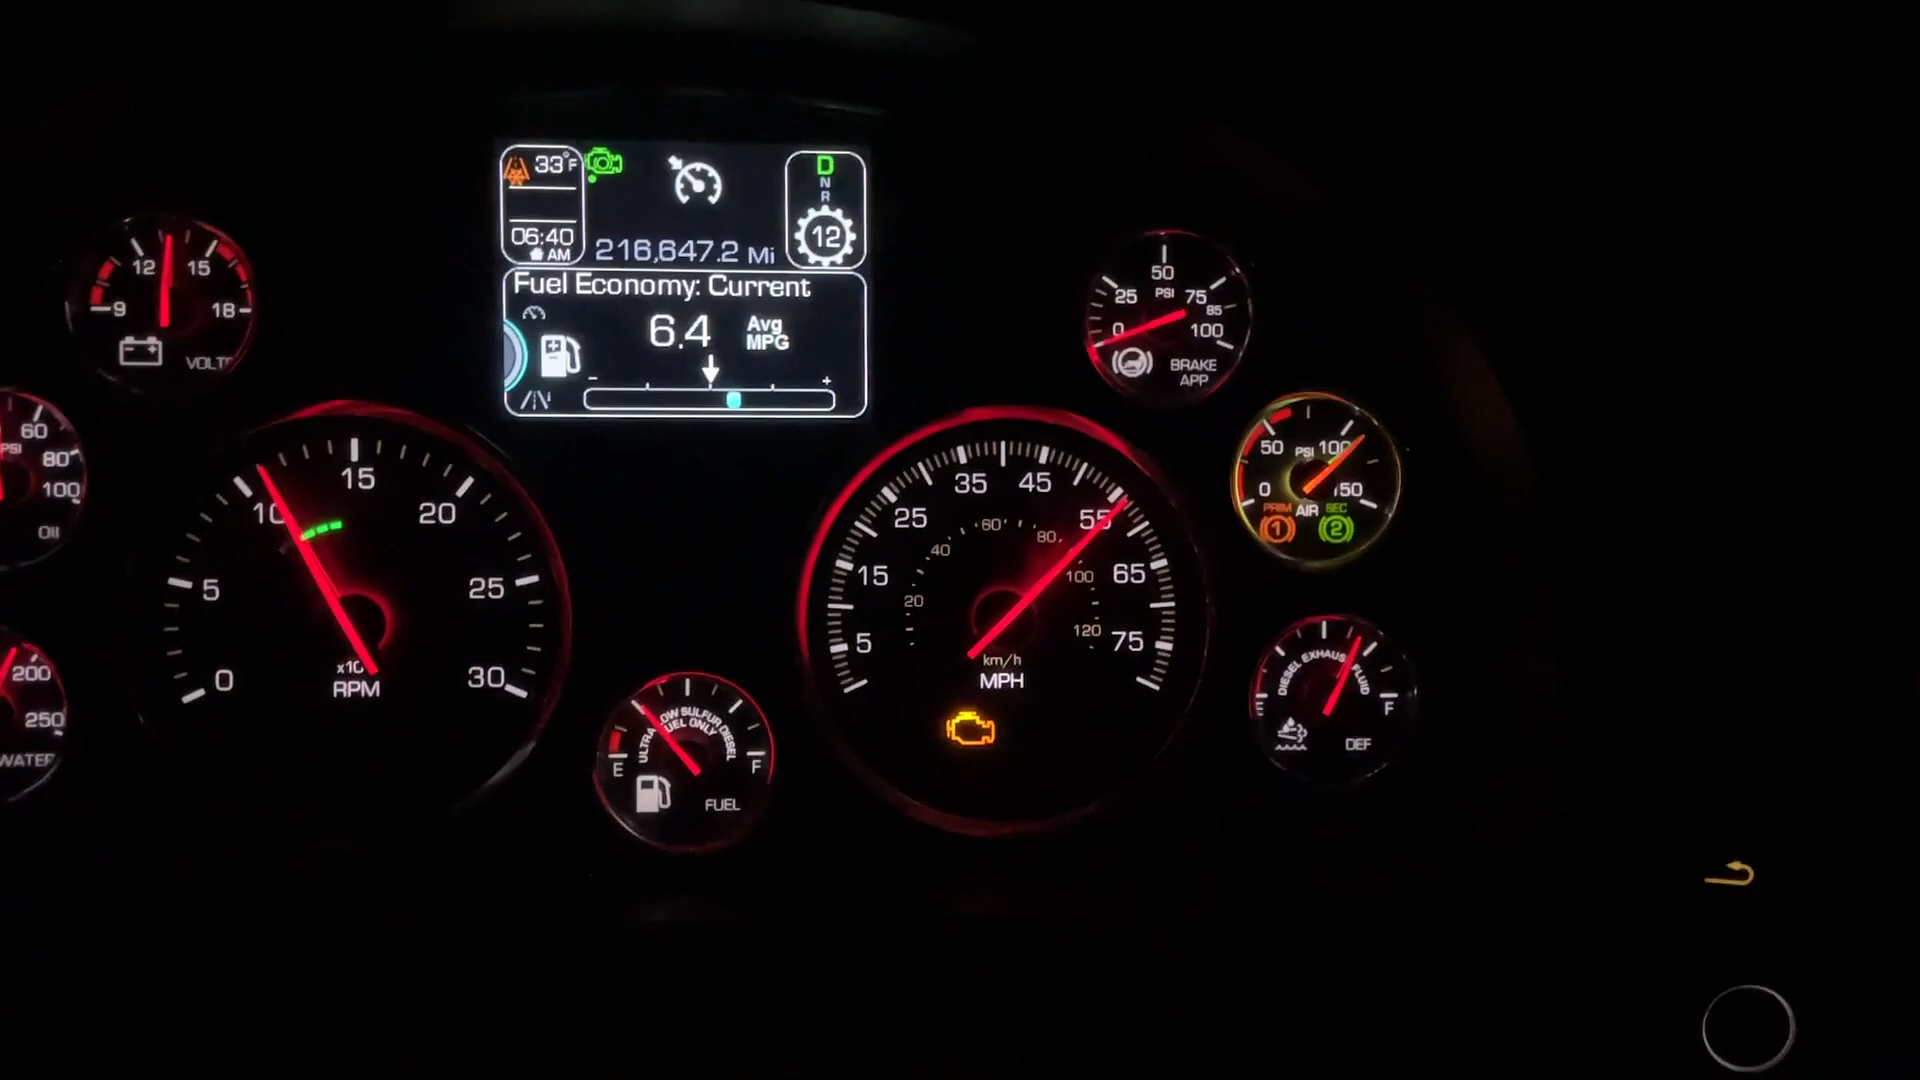 33°F
06:40
AM
216,647.2 Mi
D
N
R
12
Fuel Economy: Current
6.4
Avg
MPG
- +
9 12 15 18
VOLTS
60
PSI
80
100
Oil
200
250
WATER
0 5 10 15 20 25 30
RPM
ULTRA LOW SULFUR DIESEL
FUEL ONLY
E F
FUEL
5 15 25 35 45 55 65 75
20 40 60 80 100 120
km/h
MPH
0 25 50 75 85 100
PSI
BRAKE
APP
0 50 100 150
PSI
PRIM AIR SEC
1 2
DIESEL EXHAUST FLUID
E F
DEF